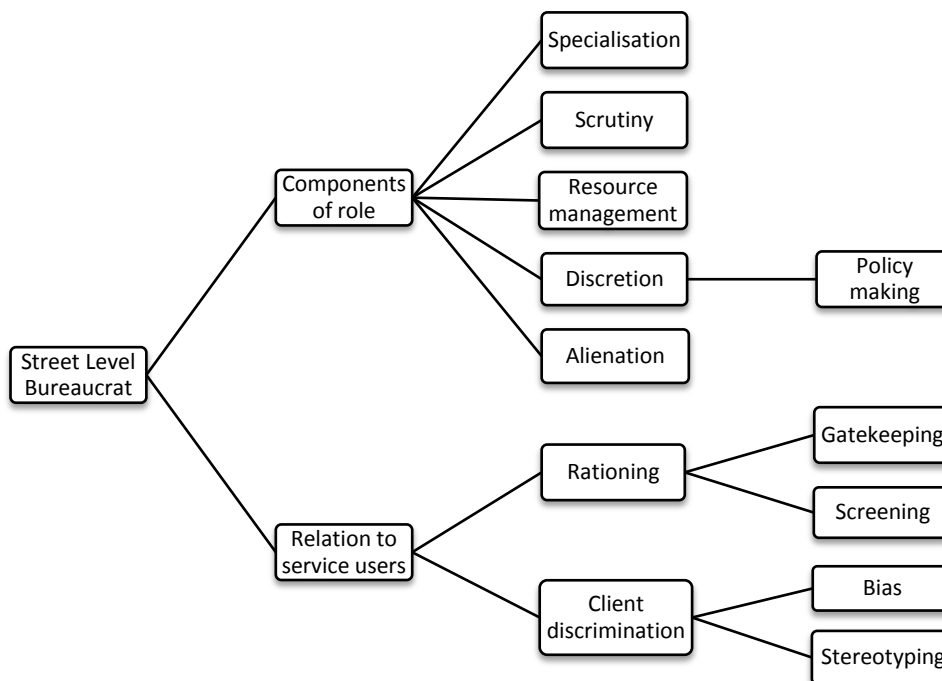 Specialisation
Scrutiny
Components
of role
Resource
management
Discretion
Policy
making
Alienation
Street Level
Bureaucrat
Gatekeeping
Rationing
Screening
Relation to
service users
Bias
Client
discrimination
Stereotyping